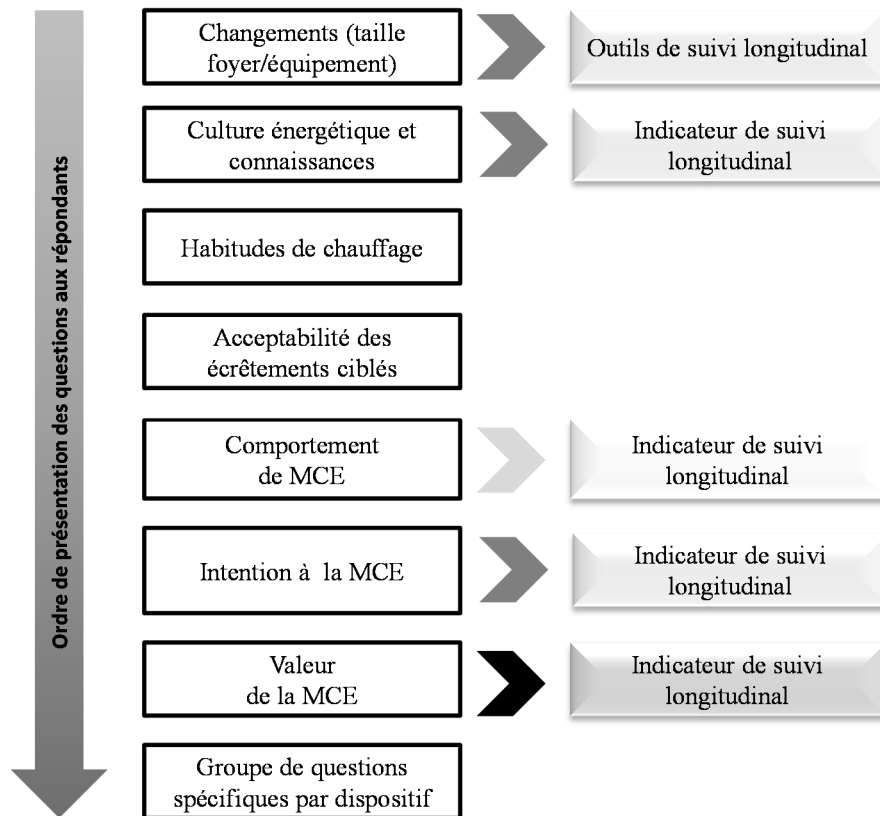 Ordre de présentation des questions aux répondants
Changements (taille
foyer/équipement)
Outils de suivi longitudinal
Culture énergétique et
connaissances
Indicateur de suivi
longitudinal
Habitudes de chauffage
Acceptabilité des
écrêtements ciblés
Comportement
de MCE
Indicateur de suivi
longitudinal
Intention à la MCE
Indicateur de suivi
longitudinal
Valeur
de la MCE
Indicateur de suivi
longitudinal
Groupe de questions
spécifiques par dispositif